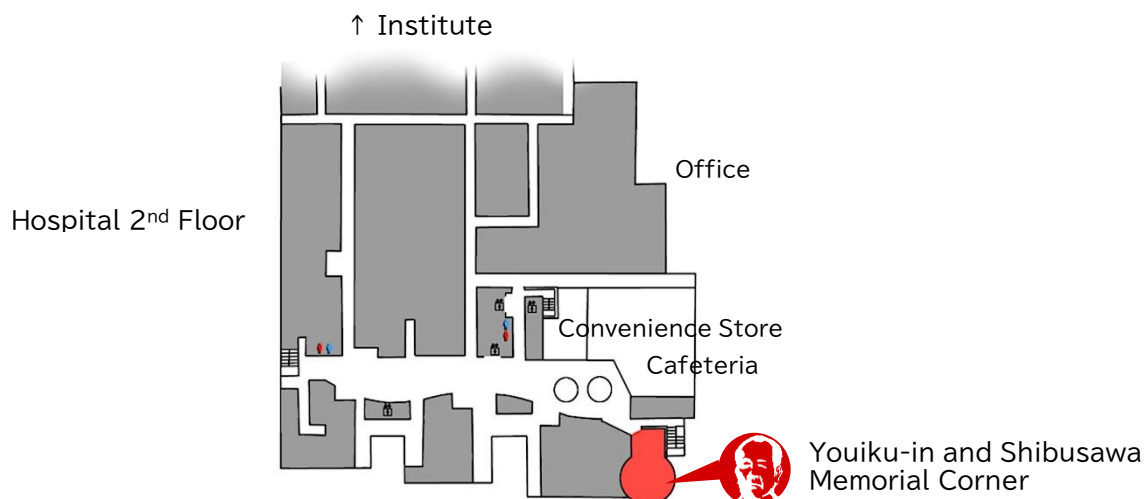 ↑ Institute
Office
Hospital 2nd Floor
Convenience Store
Cafeteria
Youiku-in and Shibusawa
Memorial Corner